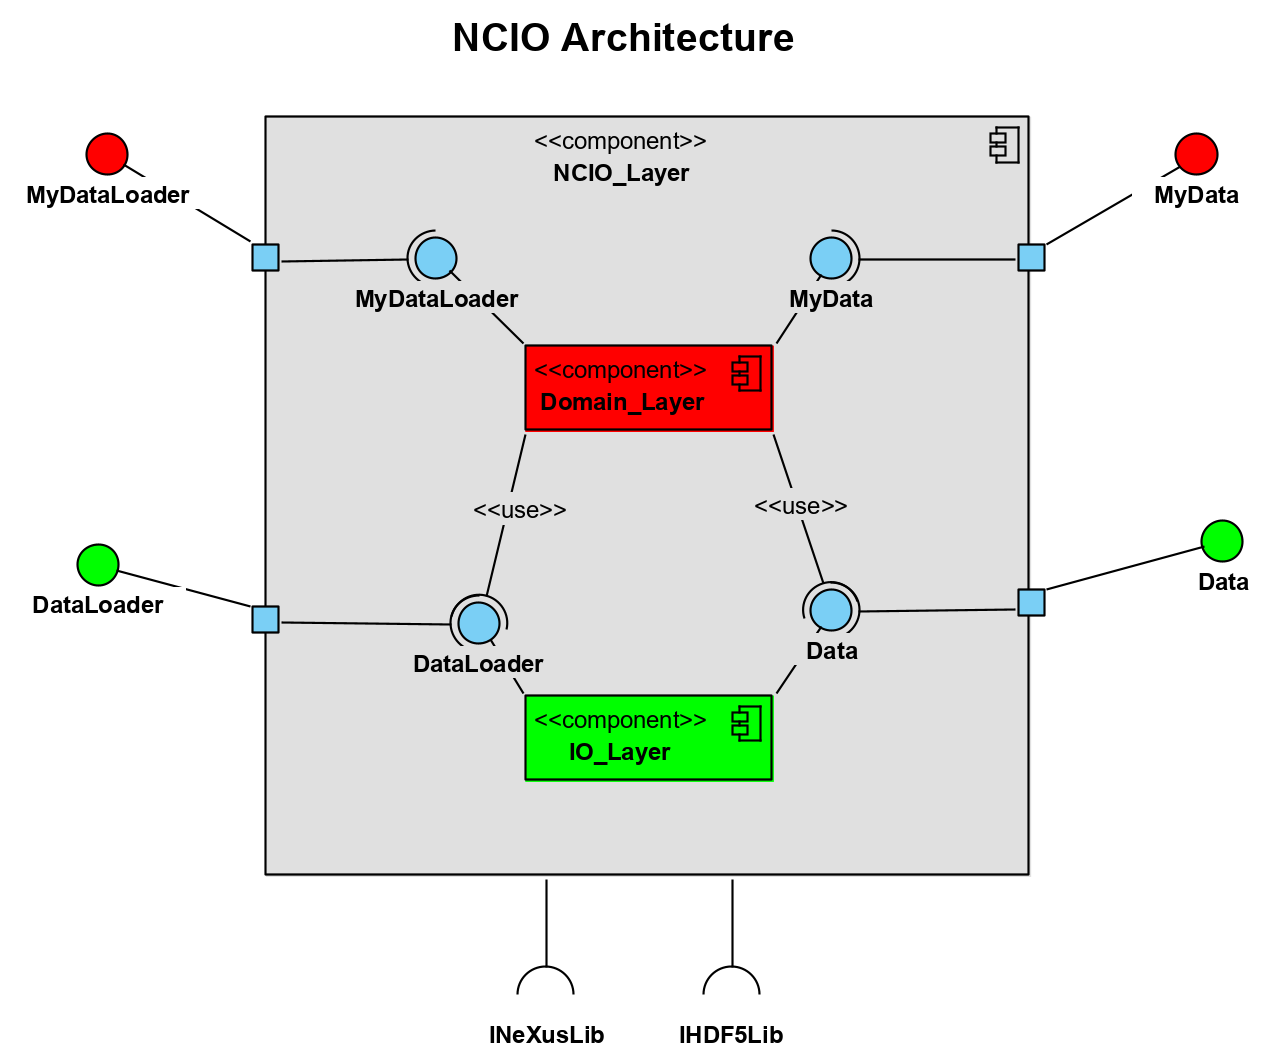 NCIO Architecture
<<component>>
NCIO_Layer
MyDataLoader
MyData
MyDataLoader
MyData
<<component>>
Domain_Layer
<<use>>
<<use>>
DataLoader
Data
DataLoader
Data
<<component>>
IO_Layer
INeXusLib
IHDF5Lib